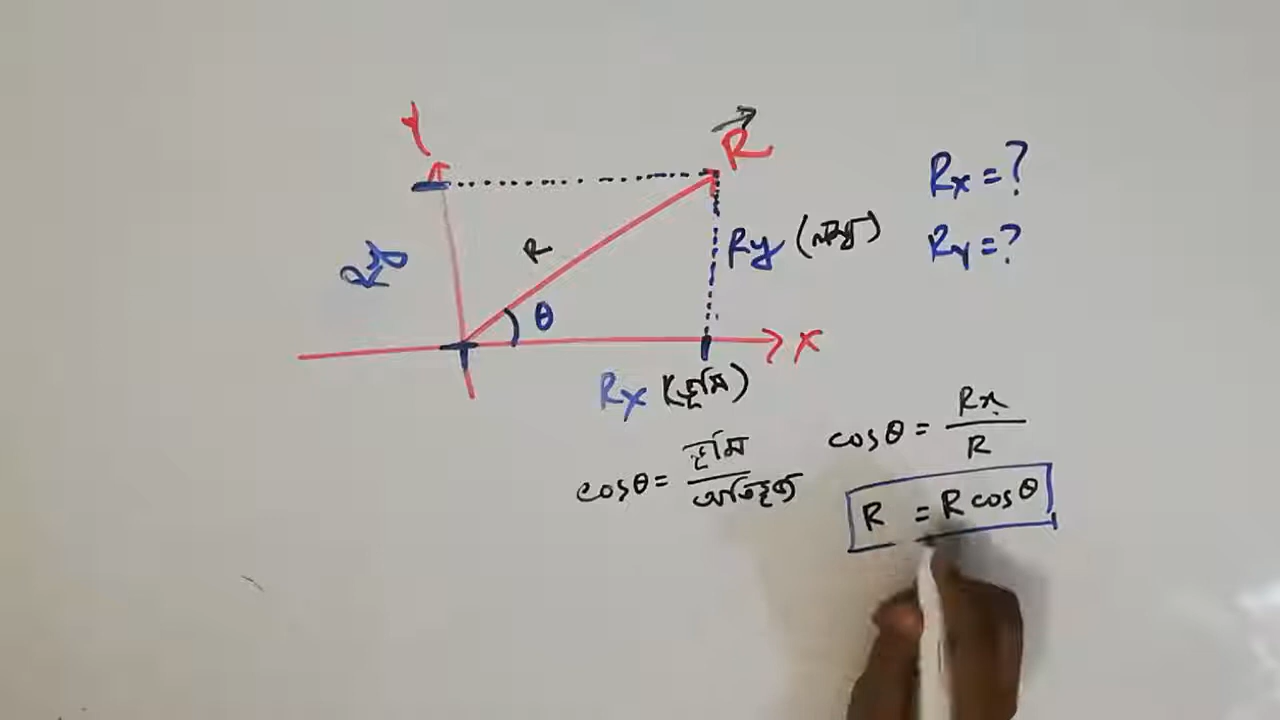 Y
R
Rx = ?
Ry (লম্ব)
Ry = ?
R
Ry
θ
X
Rx (ভূমি)
cosθ = Rx / R
cosθ = ভূমি / অতিভূজ
R = R cosθ